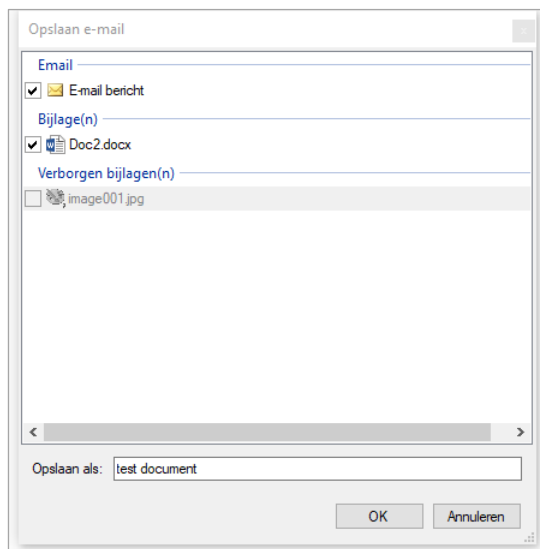 Opslaan e-mail
Email
E-mail bericht
Bijlage(n)
Doc2.docx
Verborgen bijlagen(n)
image001.jpg
Opslaan als: test document
OK Annuleren